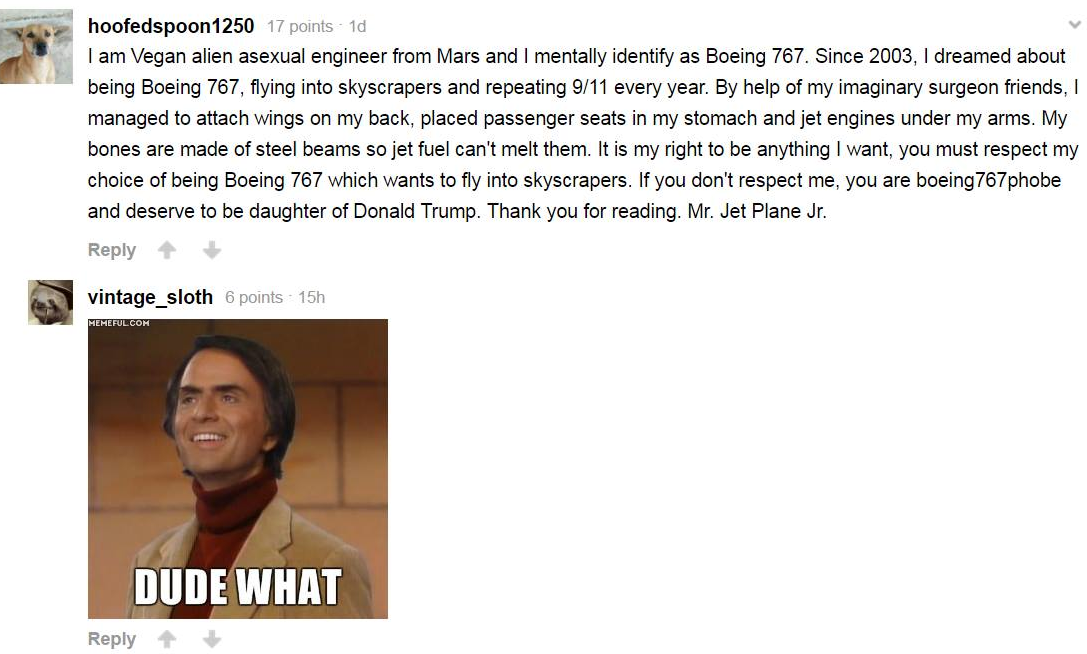 hoofedspoon1250 17 points · 1d
I am Vegan alien asexual engineer from Mars and I mentally identify as Boeing 767. Since 2003, I dreamed about
being Boeing 767, flying into skyscrapers and repeating 9/11 every year. By help of my imaginary surgeon friends, I
managed to attach wings on my back, placed passenger seats in my stomach and jet engines under my arms. My
bones are made of steel beams so jet fuel can't melt them. It is my right to be anything I want, you must respect my
choice of being Boeing 767 which wants to fly into skyscrapers. If you don't respect me, you are boeing767phobe
and deserve to be daughter of Donald Trump. Thank you for reading. Mr. Jet Plane Jr.
Reply
vintage_sloth 6 points · 15h
MEMEFUL.COM
DUDE WHAT
Reply